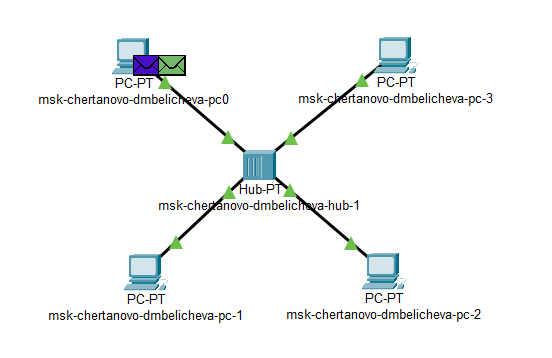 PC-PT
msk-chertanovo-dmbelicheva-pc0
PC-PT
msk-chertanovo-dmbelicheva-pc-3
Hub-PT
msk-chertanovo-dmbelicheva-hub-1
PC-PT
msk-chertanovo-dmbelicheva-pc-1
PC-PT
msk-chertanovo-dmbelicheva-pc-2